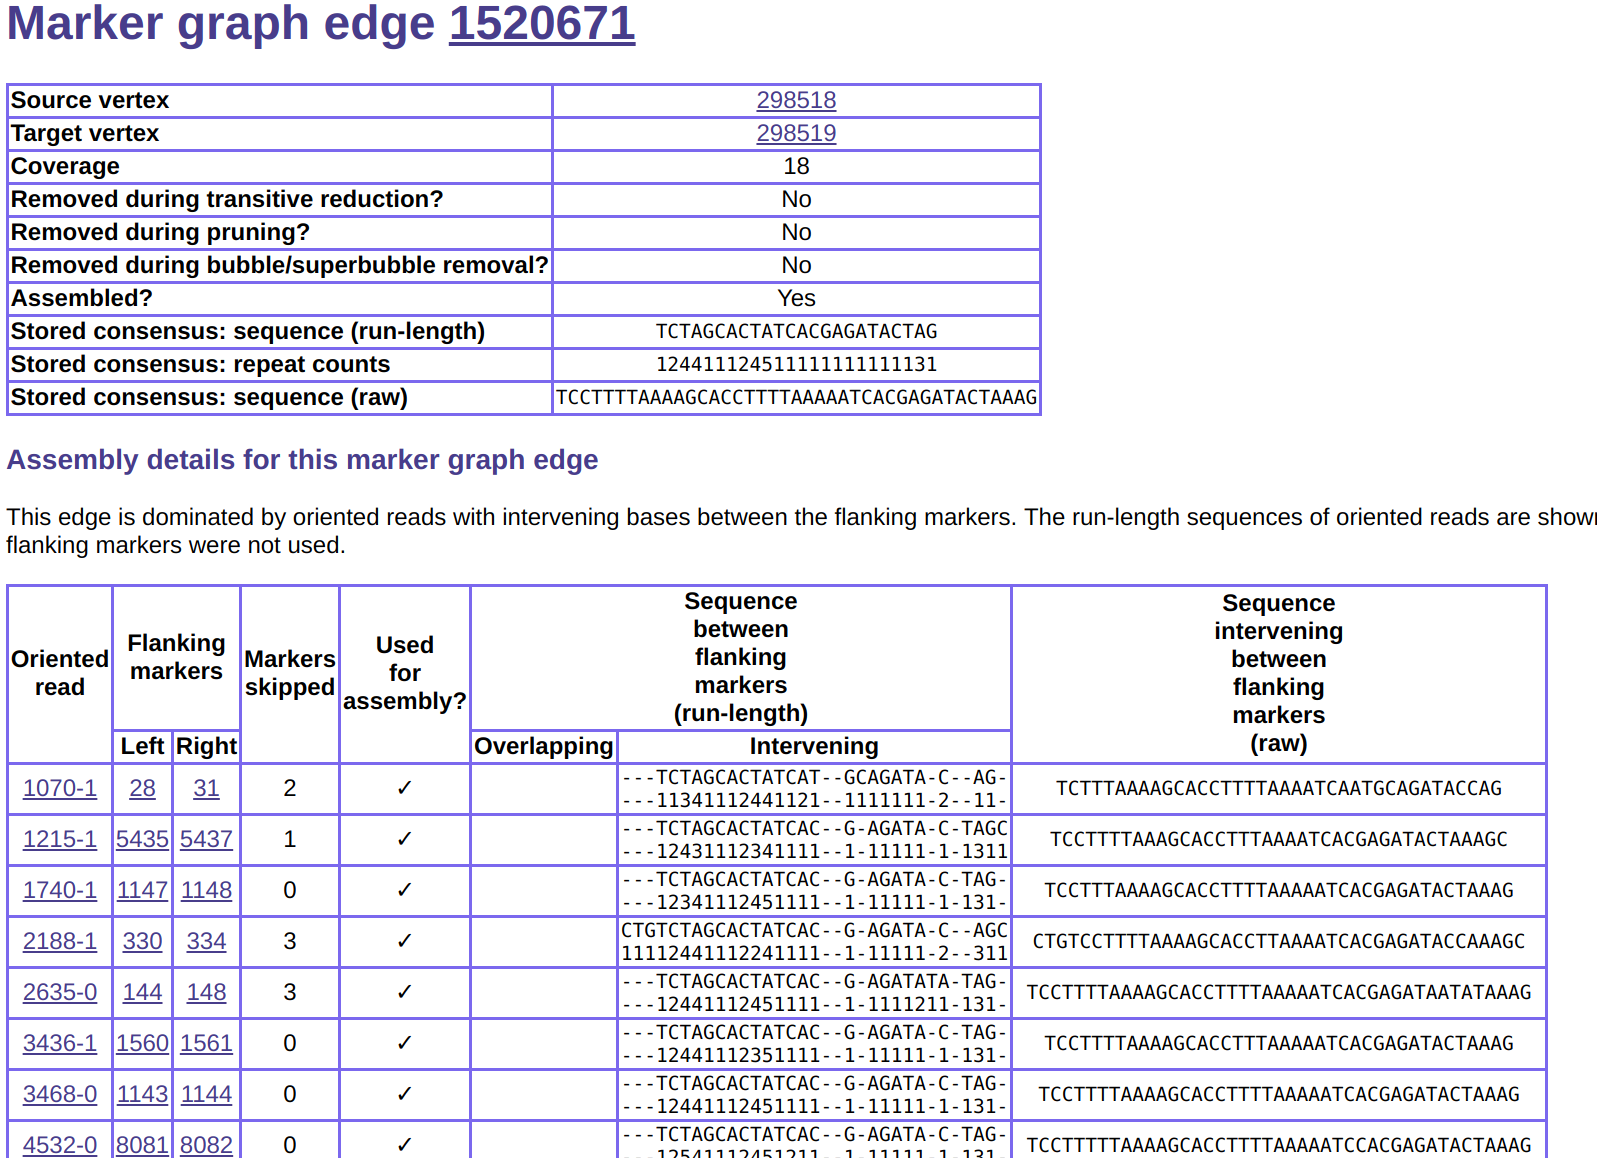 Marker graph edge 1520671
Source vertex 298518
Target vertex 298519
Coverage 18
Removed during transitive reduction? No
Removed during pruning? No
Removed during bubble/superbubble removal? No
Assembled? Yes
Stored consensus: sequence (run-length) TCTAGCACTATCACGAGATACTAG
Stored consensus: repeat counts 124411124511111111111131
Stored consensus: sequence (raw) TCCTTTTAAAAGCACCTTTTAAAAATCACGAGATACTAAAG
Assembly details for this marker graph edge
This edge is dominated by oriented reads with intervening bases between the flanking markers. The run-length sequences of oriented reads are shown
flanking markers were not used.
Oriented read
Flanking markers
Left Right
Markers skipped
Used for assembly?
Sequence between flanking markers (run-length)
Overlapping Intervening
Sequence intervening between flanking markers (raw)
1070-1 28 31 2 ✓ ---TCTAGCACTATCAT--GCAGATA-C--AG- TCTTTAAAAGCACCTTTTAAAATCAATGCAGATACCAG
---11341112441121--1111111-2--11-
1215-1 5435 5437 1 ✓ ---TCTAGCACTATCAC--G-AGATA-C-TAGC TCCTTTTAAAGCACCTTTAAAATCACGAGATACTAAAGC
---12431112341111--1-11111-1-1311
1740-1 1147 1148 0 ✓ ---TCTAGCACTATCAC--G-AGATA-C-TAG- TCCTTTAAAAGCACCTTTTAAAAATCACGAGATACTAAAG
---12341112451111--1-11111-1-131-
2188-1 330 334 3 ✓ CTGTCTAGCACTATCAC--G-AGATA-C--AGC CTGTCCTTTTAAAAGCACCTTAAAATCACGAGATACCAAAGC
11112441112241111--1-11111-2--311
2635-0 144 148 3 ✓ ---TCTAGCACTATCAC--G-AGATATA-TAG- TCCTTTTAAAAGCACCTTTTAAAAATCACGAGATAATATAAAG
---12441112451111--1-1111211-131-
3436-1 1560 1561 0 ✓ ---TCTAGCACTATCAC--G-AGATA-C-TAG- TCCTTTTAAAAGCACCTTTAAAAATCACGAGATACTAAAG
---12441112351111--1-11111-1-131-
3468-0 1143 1144 0 ✓ ---TCTAGCACTATCAC--G-AGATA-C-TAG- TCCTTTTAAAAGCACCTTTTAAAAATCACGAGATACTAAAG
---12441112451111--1-11111-1-131-
4532-0 8081 8082 0 ✓ ---TCTAGCACTATCAC--G-AGATA-C-TAG- TCCTTTTTAAAAGCACCTTTTAAAAATCCACGAGATACTAAAG
---12541112451211--1-11111-1-131-